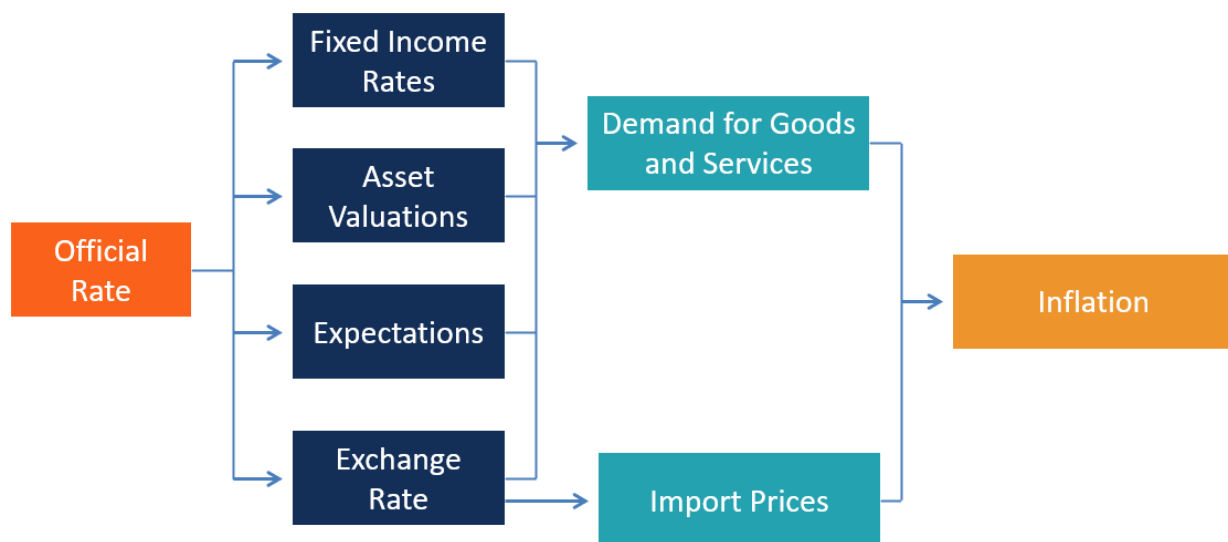 Official
Rate
Fixed Income
Rates
Asset
Valuations
Expectations
Exchange
Rate
Demand for Goods
and Services
Import Prices
Inflation